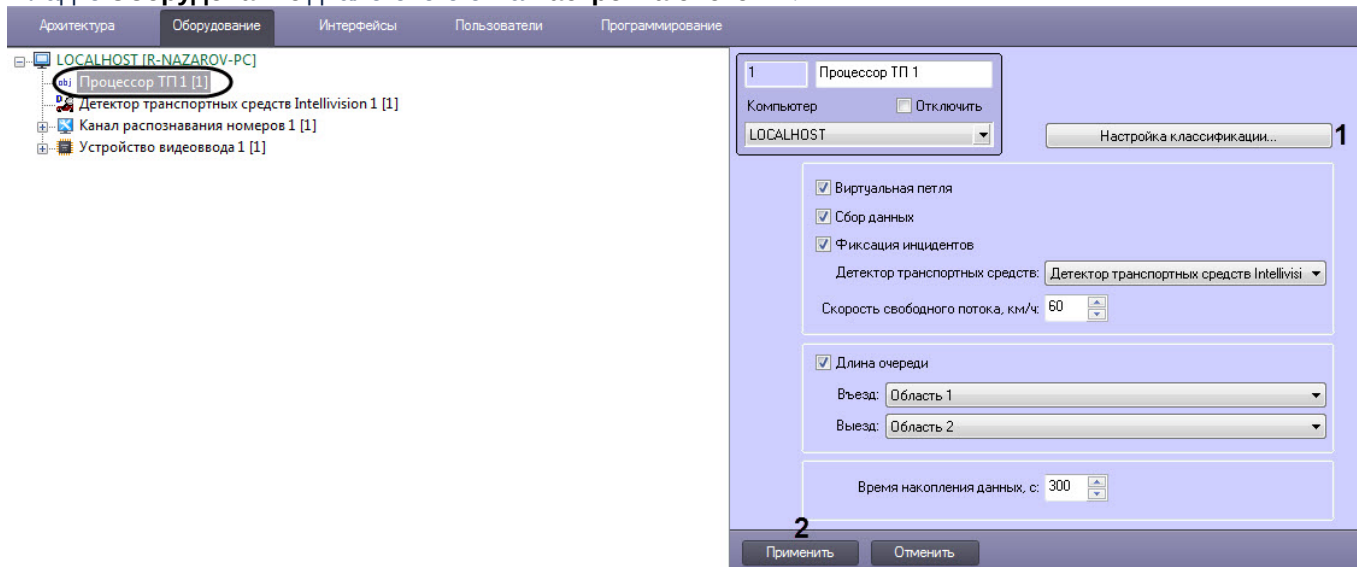 Архитектура Оборудование Интерфейсы Пользователи Программирование
LOCALHOST [R-NAZAROV-PC]
obj Процессор ТП 1 [1]
Детектор транспортных средств Intellivision 1 [1]
Канал распознавания номеров 1 [1]
Устройство видеоввода 1 [1]
1 Процессор ТП 1
Компьютер Отключить
LOCALHOST
Настройка классификации... 1
Виртуальная петля
Сбор данных
Фиксация инцидентов
Детектор транспортных средств: Детектор транспортных средств Intellivisi
Скорость свободного потока, км/ч: 60
Длина очереди
Въезд: Область 1
Выезд: Область 2
Время накопления данных, с: 300
2
Применить Отменить